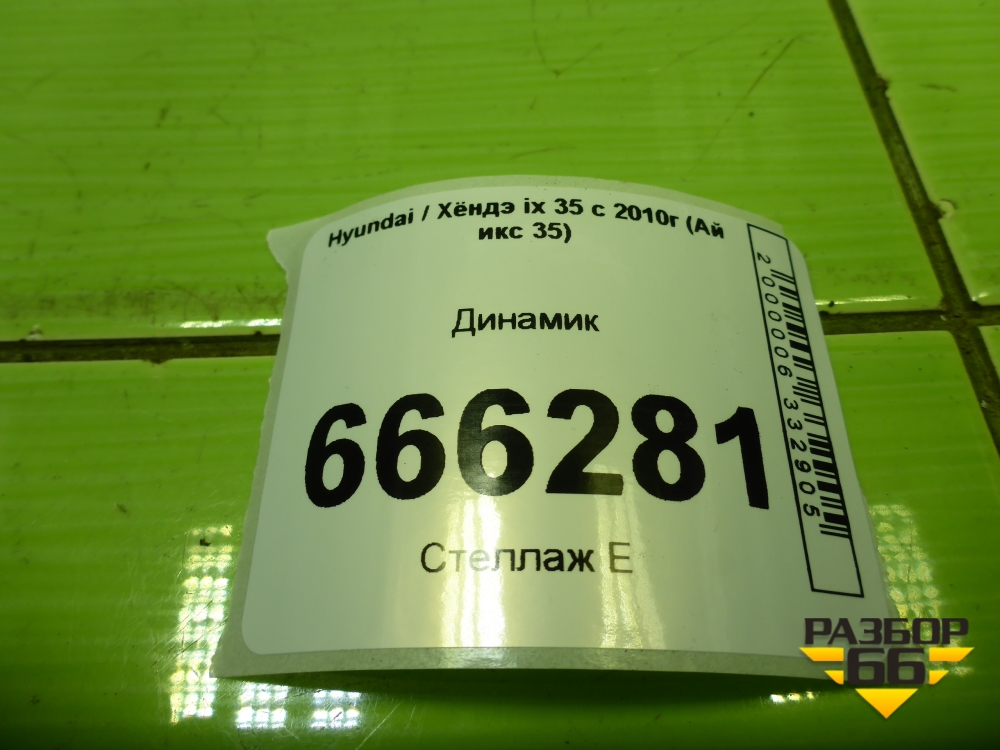 Hyundai / Хёндэ ix 35 с 2010г (Ай
икс 35)
Динамик
666281
Стеллаж Е
2000006332905
РАЗБОР
66